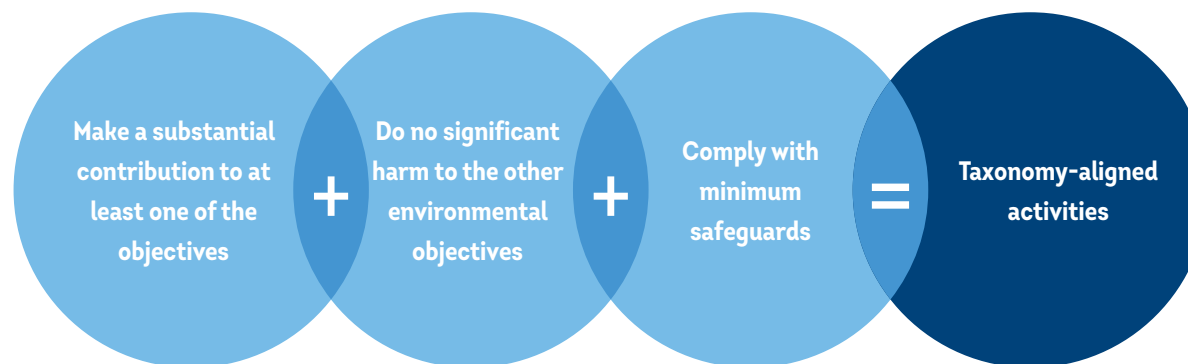 Make a substantial
contribution to at
least one of the
objectives
+
Do no significant
harm to the other
environmental
objectives
+
Comply with
minimum
safeguards
=
Taxonomy-aligned
activities